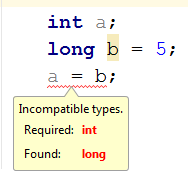 int a;
long b = 5;
a = b;
Incompatible types.
Required: int
Found: long